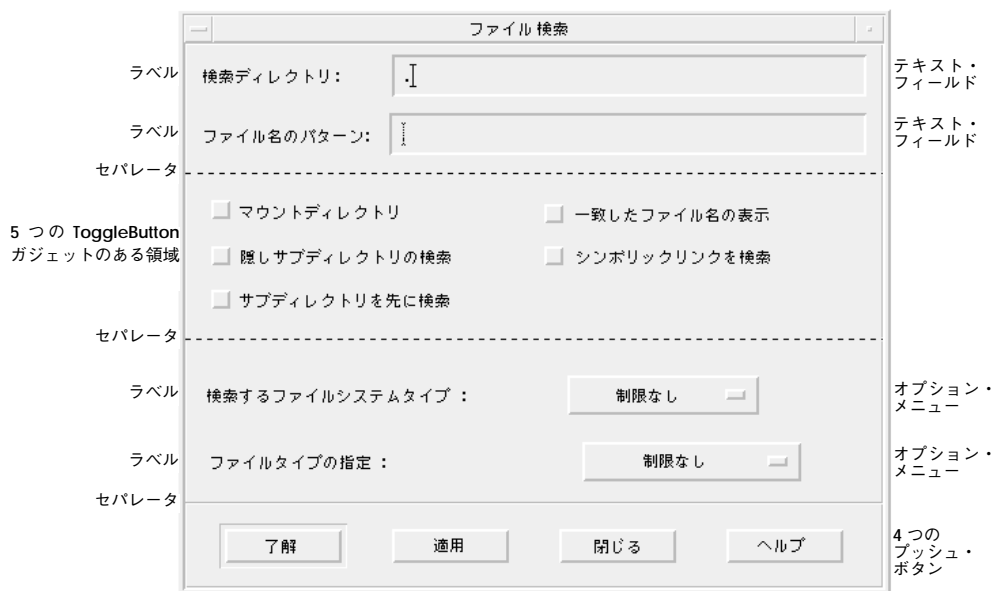 ファイル検索
ラベル
検索ディレクトリ:
.
テキスト・
フィールド
ラベル
ファイル名のパターン:
テキスト・
フィールド
セパレータ
5 つの ToggleButton
ガジェットのある領域
マウントディレクトリ
一致したファイル名の表示
隠しサブディレクトリの検索
シンボリックリンクを検索
サブディレクトリを先に検索
セパレータ
ラベル
検索するファイルシステムタイプ :
制限なし
オプション・
メニュー
ラベル
ファイルタイプの指定 :
制限なし
オプション・
メニュー
セパレータ
了解
適用
閉じる
ヘルプ
4 つの
プッシュ・
ボタン